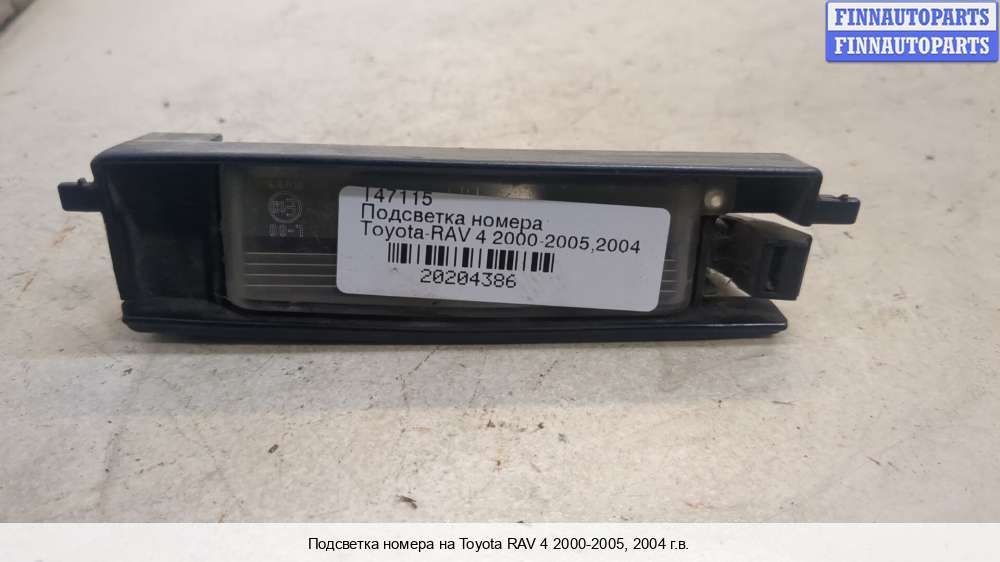 FINNAUTOPARTS
FINNAUTOPARTS
147115
Подсветка номера
Toyota-RAV 4 2000-2005,2004
20204386
Подсветка номера на Toyota RAV 4 2000-2005, 2004 г.в.